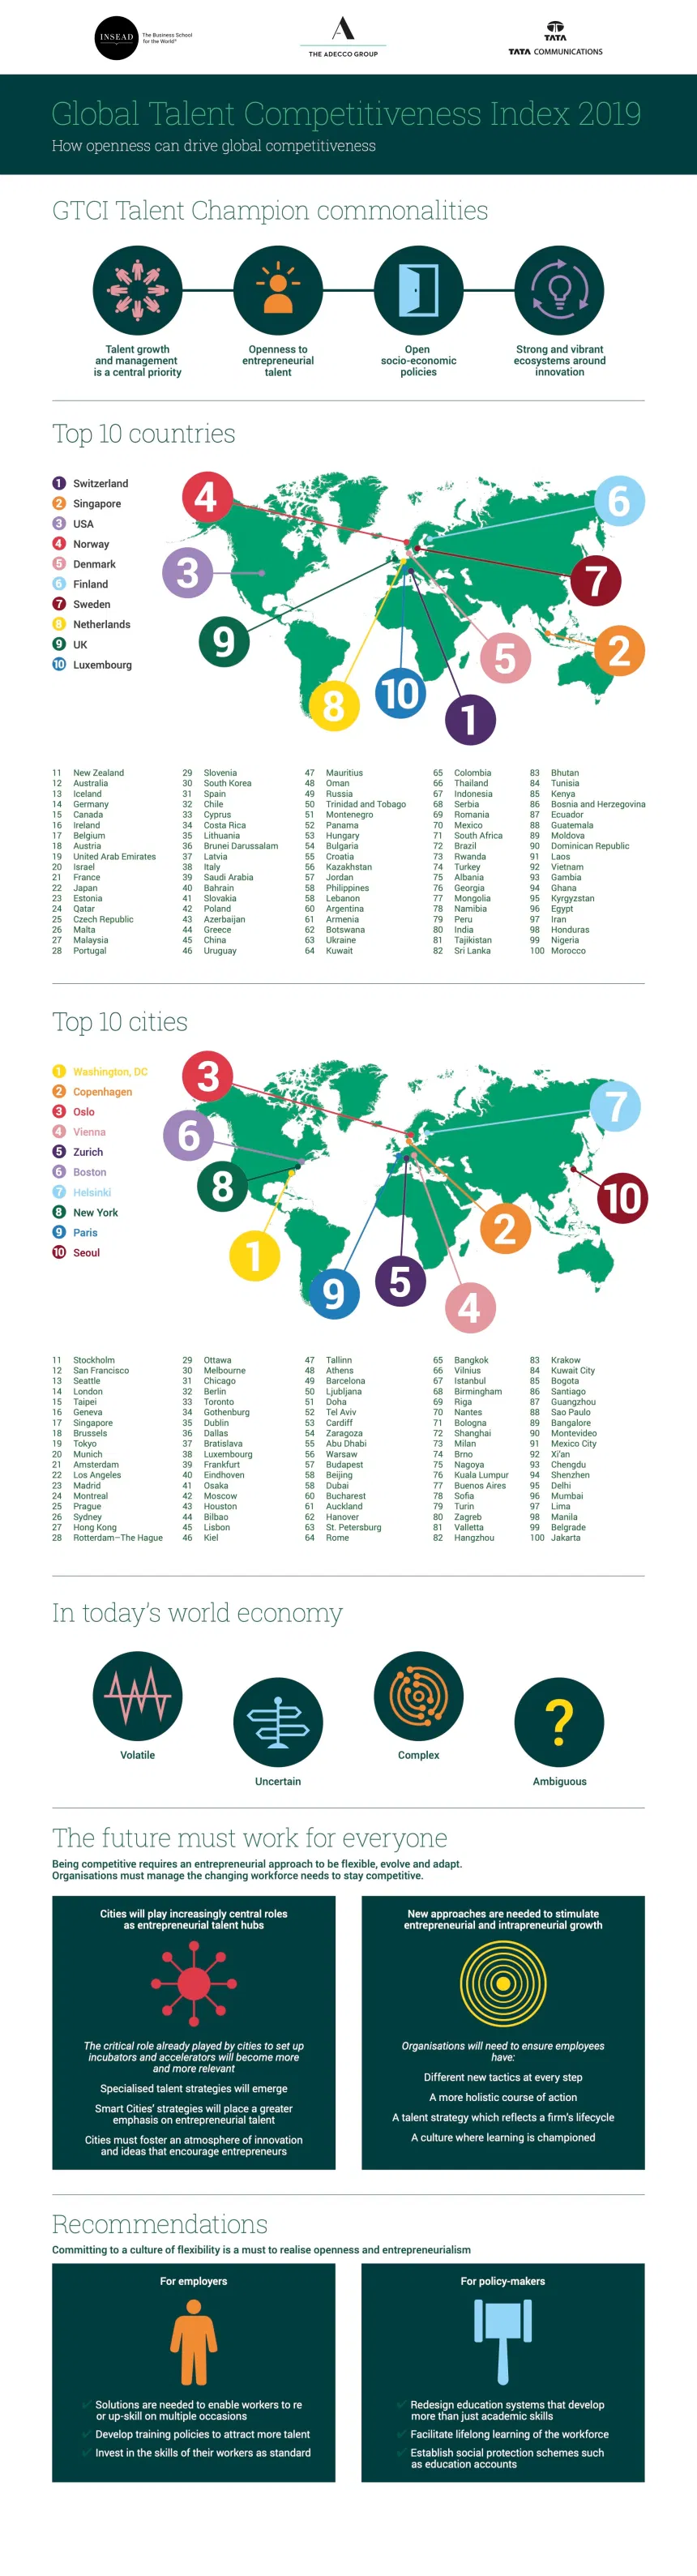 INSEAD
The Business School
for the World®
THE ADECCO GROUP
TATA
TATA COMMUNICATIONS
Global Talent Competitiveness Index 2019
How openness can drive global competitiveness
GTCI Talent Champion commonalities
Talent growth
and management
is a central priority
Openness to
entrepreneurial
talent
Open
socio-economic
policies
Strong and vibrant
ecosystems around
innovation
Top 10 countries
1 Switzerland
2 Singapore
3 USA
4 Norway
5 Denmark
6 Finland
7 Sweden
8 Netherlands
9 UK
10 Luxembourg
4
6
3
7
9
2
5
8
10
1
11 New Zealand
12 Australia
13 Iceland
14 Germany
15 Canada
16 Ireland
17 Belgium
18 Austria
19 United Arab Emirates
20 Israel
21 France
22 Japan
23 Estonia
24 Qatar
25 Czech Republic
26 Malta
27 Malaysia
28 Portugal
29 Slovenia
30 South Korea
31 Spain
32 Chile
33 Cyprus
34 Costa Rica
35 Lithuania
36 Brunei Darussalam
37 Latvia
38 Italy
39 Saudi Arabia
40 Bahrain
41 Slovakia
42 Poland
43 Azerbaijan
44 Greece
45 China
46 Uruguay
47 Mauritius
48 Oman
49 Russia
50 Trinidad and Tobago
51 Montenegro
52 Panama
53 Hungary
54 Bulgaria
55 Croatia
56 Kazakhstan
57 Jordan
58 Philippines
58 Lebanon
60 Argentina
61 Armenia
62 Botswana
63 Ukraine
64 Kuwait
65 Colombia
66 Thailand
67 Indonesia
68 Serbia
69 Romania
70 Mexico
71 South Africa
72 Brazil
73 Rwanda
74 Turkey
75 Albania
76 Georgia
77 Mongolia
78 Namibia
79 Peru
80 India
81 Tajikistan
82 Sri Lanka
83 Bhutan
84 Tunisia
85 Kenya
86 Bosnia and Herzegovina
87 Ecuador
88 Guatemala
89 Moldova
90 Dominican Republic
91 Laos
92 Vietnam
93 Gambia
94 Ghana
95 Kyrgyzstan
96 Egypt
97 Iran
98 Honduras
99 Nigeria
100 Morocco
Top 10 cities
1 Washington, DC
2 Copenhagen
3 Oslo
4 Vienna
5 Zurich
6 Boston
7 Helsinki
8 New York
9 Paris
10 Seoul
3
7
6
8
10
2
1
9
5
4
11 Stockholm
12 San Francisco
13 Seattle
14 London
15 Taipei
16 Geneva
17 Singapore
18 Brussels
19 Tokyo
20 Munich
21 Amsterdam
22 Los Angeles
23 Madrid
24 Montreal
25 Prague
26 Sydney
27 Hong Kong
28 Rotterdam–The Hague
29 Ottawa
30 Melbourne
31 Chicago
32 Berlin
33 Toronto
34 Gothenburg
35 Dublin
36 Dallas
37 Bratislava
38 Luxembourg
39 Frankfurt
40 Eindhoven
41 Osaka
42 Moscow
43 Houston
44 Bilbao
45 Lisbon
46 Kiel
47 Tallinn
48 Athens
49 Barcelona
50 Ljubljana
51 Doha
52 Tel Aviv
53 Cardiff
54 Zaragoza
55 Abu Dhabi
56 Warsaw
57 Budapest
58 Beijing
58 Dubai
60 Bucharest
61 Auckland
62 Hanover
63 St. Petersburg
64 Rome
65 Bangkok
66 Vilnius
67 Istanbul
68 Birmingham
69 Riga
70 Nantes
71 Bologna
72 Shanghai
73 Milan
74 Brno
75 Nagoya
76 Kuala Lumpur
77 Buenos Aires
78 Sofia
79 Turin
80 Zagreb
81 Valletta
82 Hangzhou
83 Krakow
84 Kuwait City
85 Bogota
86 Santiago
87 Guangzhou
88 Sao Paulo
89 Bangalore
90 Montevideo
91 Mexico City
92 Xi'an
93 Chengdu
94 Shenzhen
95 Delhi
96 Mumbai
97 Lima
98 Manila
99 Belgrade
100 Jakarta
In today's world economy
Volatile
Uncertain
Complex
?
Ambiguous
The future must work for everyone
Being competitive requires an entrepreneurial approach to be flexible, evolve and adapt.
Organisations must manage the changing workforce needs to stay competitive.
Cities will play increasingly central roles
as entrepreneurial talent hubs
The critical role already played by cities to set up
incubators and accelerators will become more
and more relevant
Specialised talent strategies will emerge
Smart Cities' strategies will place a greater
emphasis on entrepreneurial talent
Cities must foster an atmosphere of innovation
and ideas that encourage entrepreneurs
New approaches are needed to stimulate
entrepreneurial and intrapreneurial growth
Organisations will need to ensure employees
have:
Different new tactics at every step
A more holistic course of action
A talent strategy which reflects a firm's lifecycle
A culture where learning is championed
Recommendations
Committing to a culture of flexibility is a must to realise openness and entrepreneurialism
For employers
Solutions are needed to enable workers to re
or up-skill on multiple occasions
Develop training policies to attract more talent
Invest in the skills of their workers as standard
For policy-makers
Redesign education systems that develop
more than just academic skills
Facilitate lifelong learning of the workforce
Establish social protection schemes such
as education accounts